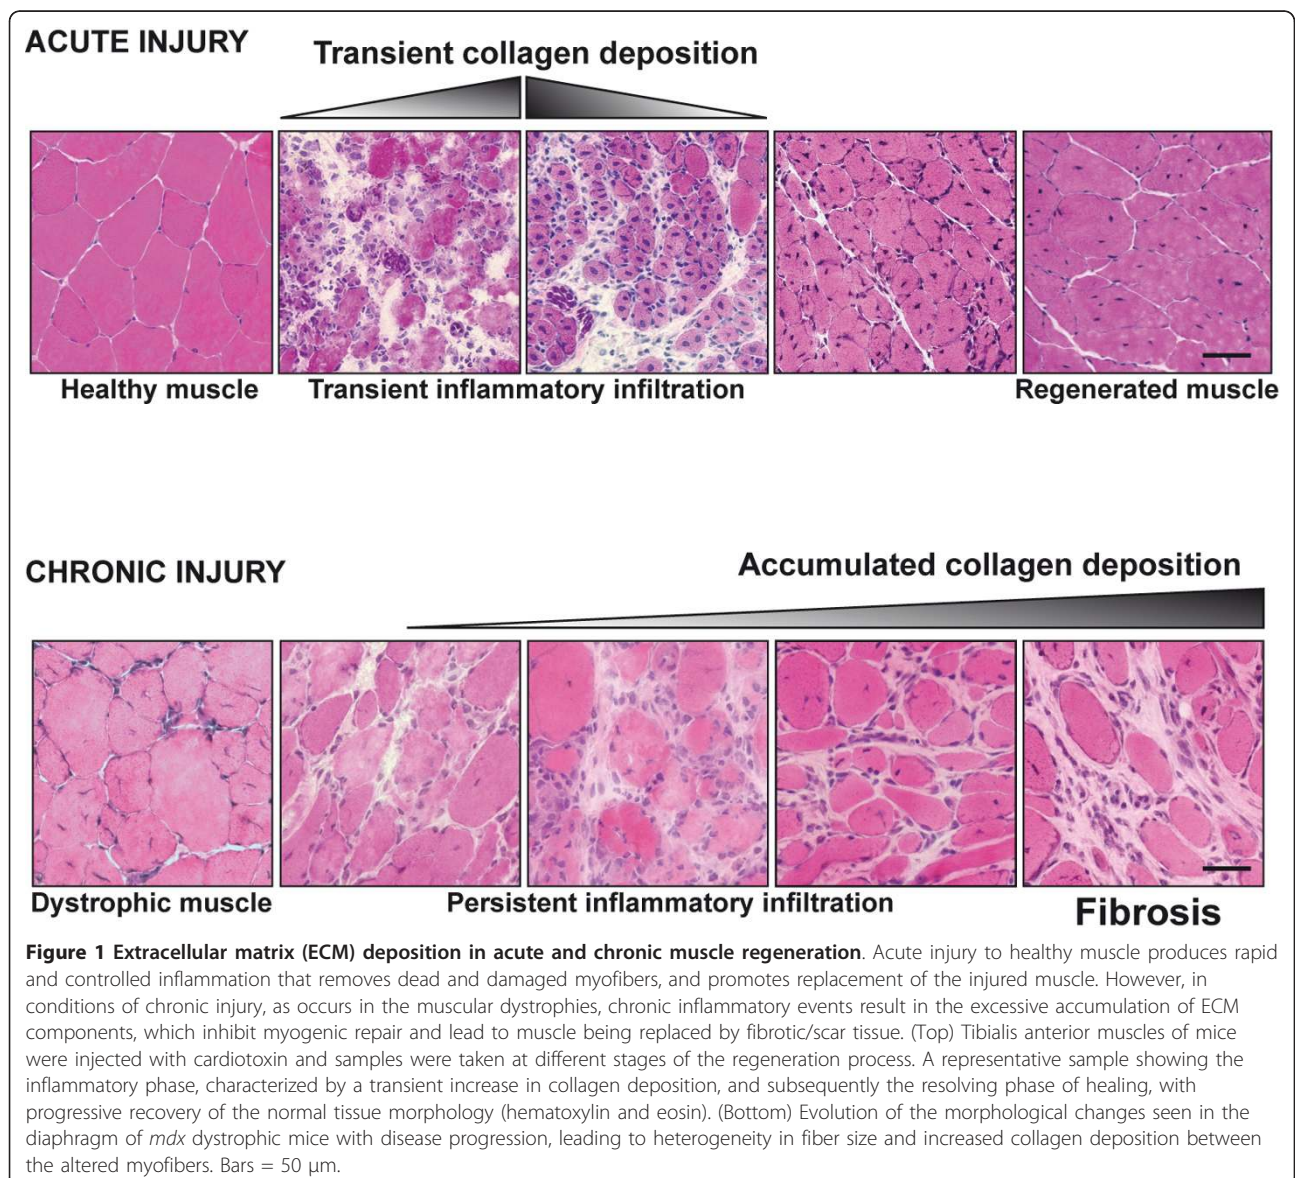 ACUTE INJURY
Transient collagen deposition
Healthy muscle
Transient inflammatory infiltration
Regenerated muscle
CHRONIC INJURY
Accumulated collagen deposition
Dystrophic muscle
Persistent inflammatory infiltration
Fibrosis
Figure 1 Extracellular matrix (ECM) deposition in acute and chronic muscle regeneration. Acute injury to healthy muscle produces rapid
and controlled inflammation that removes dead and damaged myofibers, and promotes replacement of the injured muscle. However, in
conditions of chronic injury, as occurs in the muscular dystrophies, chronic inflammatory events result in the excessive accumulation of ECM
components, which inhibit myogenic repair and lead to muscle being replaced by fibrotic/scar tissue. (Top) Tibialis anterior muscles of mice
were injected with cardiotoxin and samples were taken at different stages of the regeneration process. A representative sample showing the
inflammatory phase, characterized by a transient increase in collagen deposition, and subsequently the resolving phase of healing, with
progressive recovery of the normal tissue morphology (hematoxylin and eosin). (Bottom) Evolution of the morphological changes seen in the
diaphragm of mdx dystrophic mice with disease progression, leading to heterogeneity in fiber size and increased collagen deposition between
the altered myofibers. Bars = 50 μm.